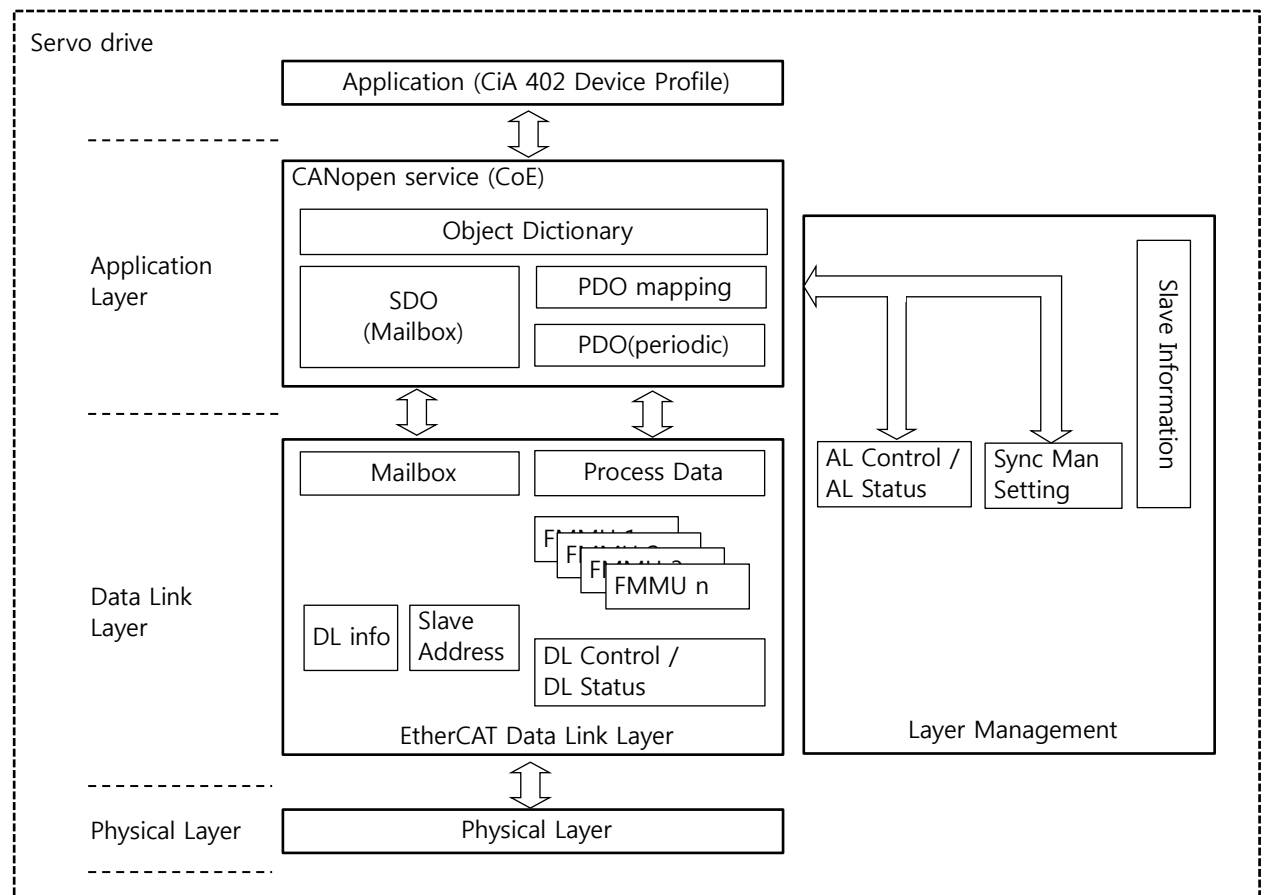 Servo drive
Application (CiA 402 Device Profile)
CANopen service (CoE)
Object Dictionary
Application
Layer
SDO
(Mailbox)
PDO mapping
PDO(periodic)
Slave Information
AL Control /
AL Status
Sync Man
Setting
Layer Management
Data Link
Layer
Mailbox
Process Data
FMMU n
DL info
Slave
Address
DL Control /
DL Status
EtherCAT Data Link Layer
Physical Layer
Physical Layer